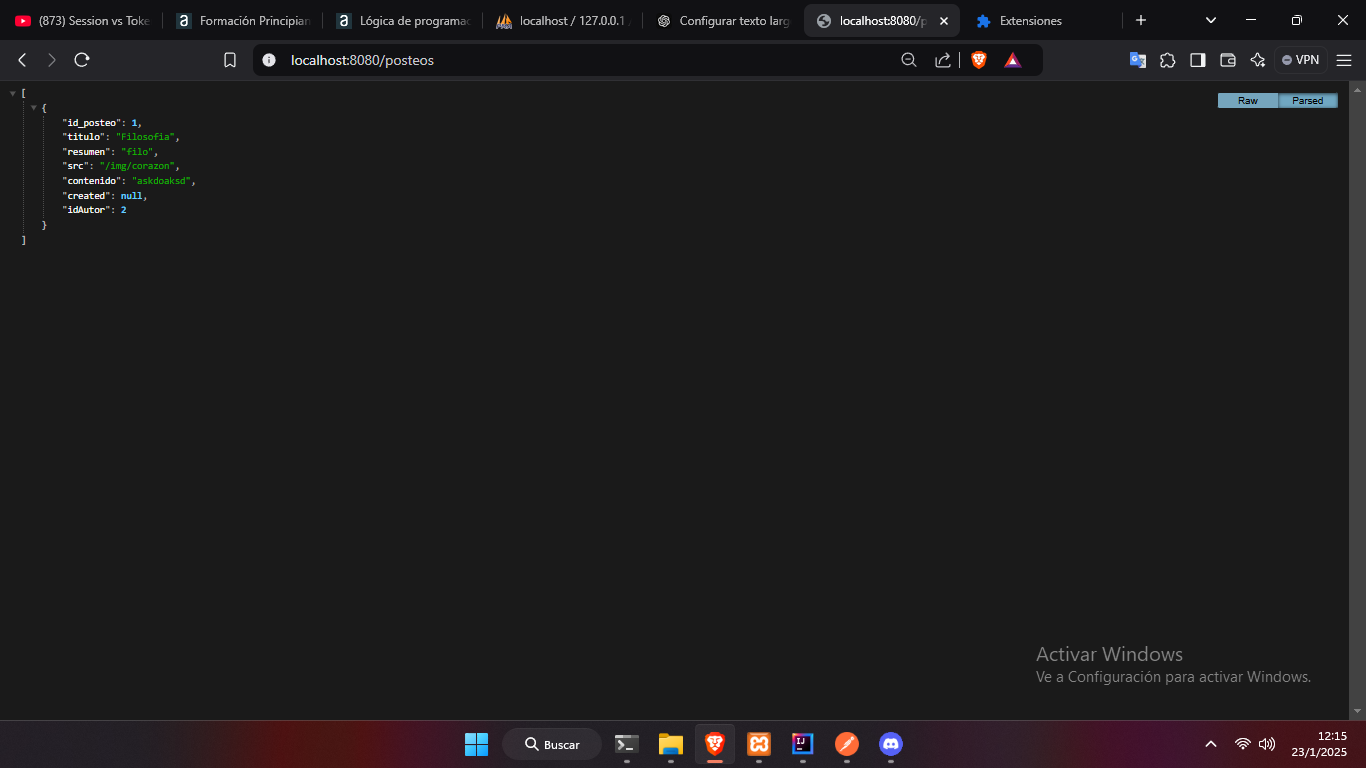 (873) Session vs Toke
Formación Principian
Lógica de programac
localhost / 127.0.0.1 /
Configurar texto larg
localhost:8080/p
Extensiones
localhost:8080/posteos
VPN
Raw
Parsed
[
{
"id_posteo": 1,
"titulo": "Filosofia",
"resumen": "filo",
"src": "/img/corazon",
"contenido": "askdoaksd",
"created": null,
"idAutor": 2
}
]
Activar Windows
Ve a Configuración para activar Windows.
Buscar
12:15
23/1/2025